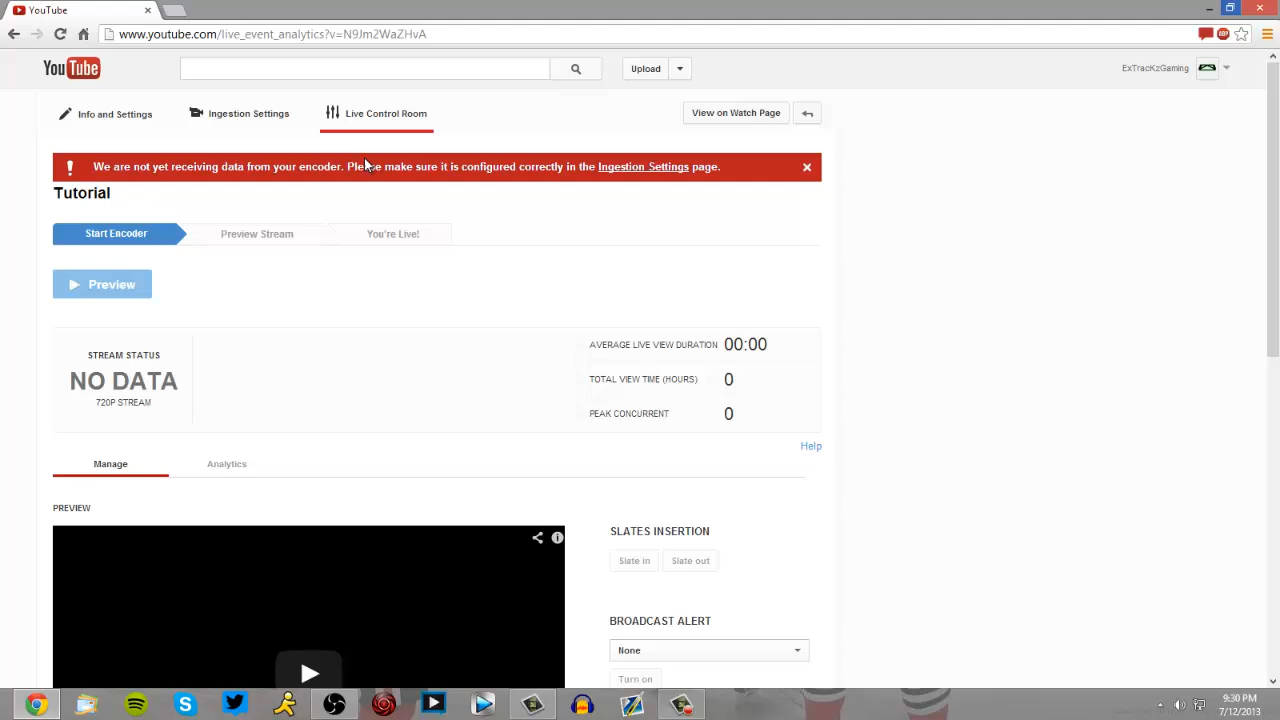 YouTube
www.youtube.com/live_event_analytics?v=N9Jm2WaZHvA
ABP
YouTube
Upload
ExTracKzGaming
Info and Settings
Ingestion Settings
Live Control Room
View on Watch Page
We are not yet receiving data from your encoder. Please make sure it is configured correctly in the Ingestion Settings page.
Tutorial
Start Encoder
Preview Stream
You're Live!
Preview
STREAM STATUS
NO DATA
720P STREAM
AVERAGE LIVE VIEW DURATION 00:00
TOTAL VIEW TIME (HOURS) 0
PEAK CONCURRENT 0
Help
Manage
Analytics
PREVIEW
SLATES INSERTION
Slate in
Slate out
BROADCAST ALERT
None
Turn on
9:30 PM
7/12/2013